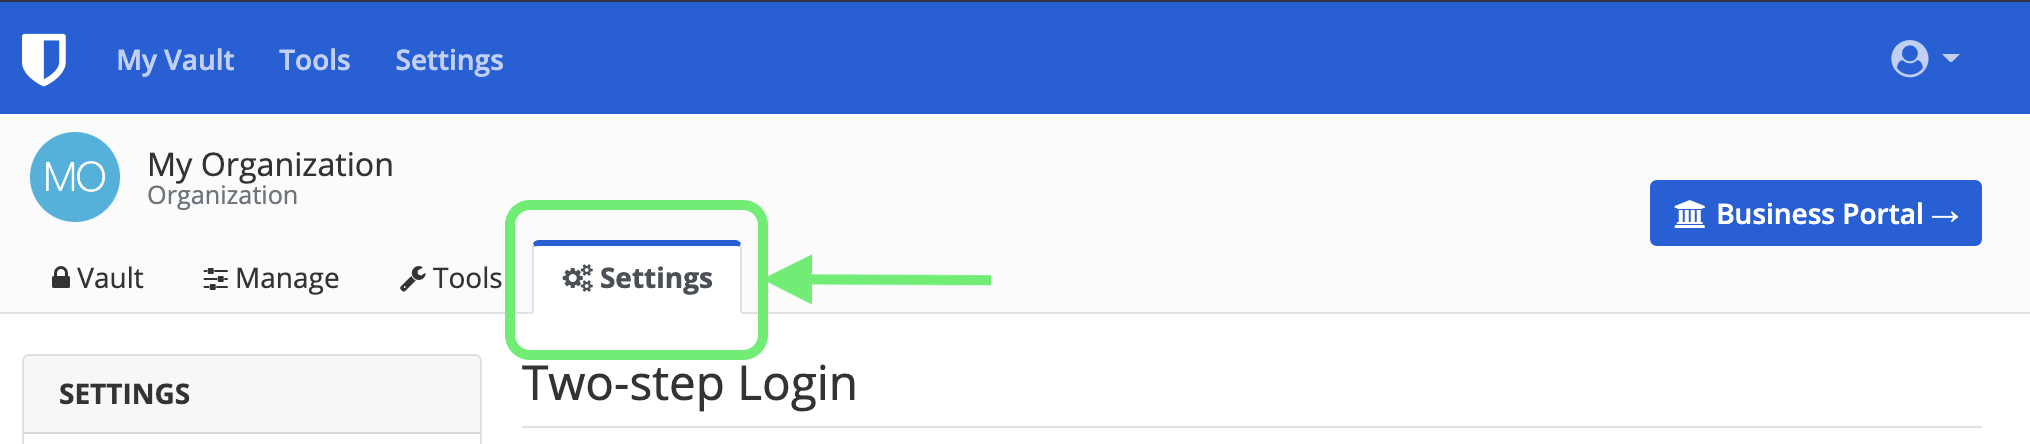 My Vault Tools Settings
MO
My Organization
Organization
Business Portal →
Vault Manage Tools Settings
SETTINGS
Two-step Login